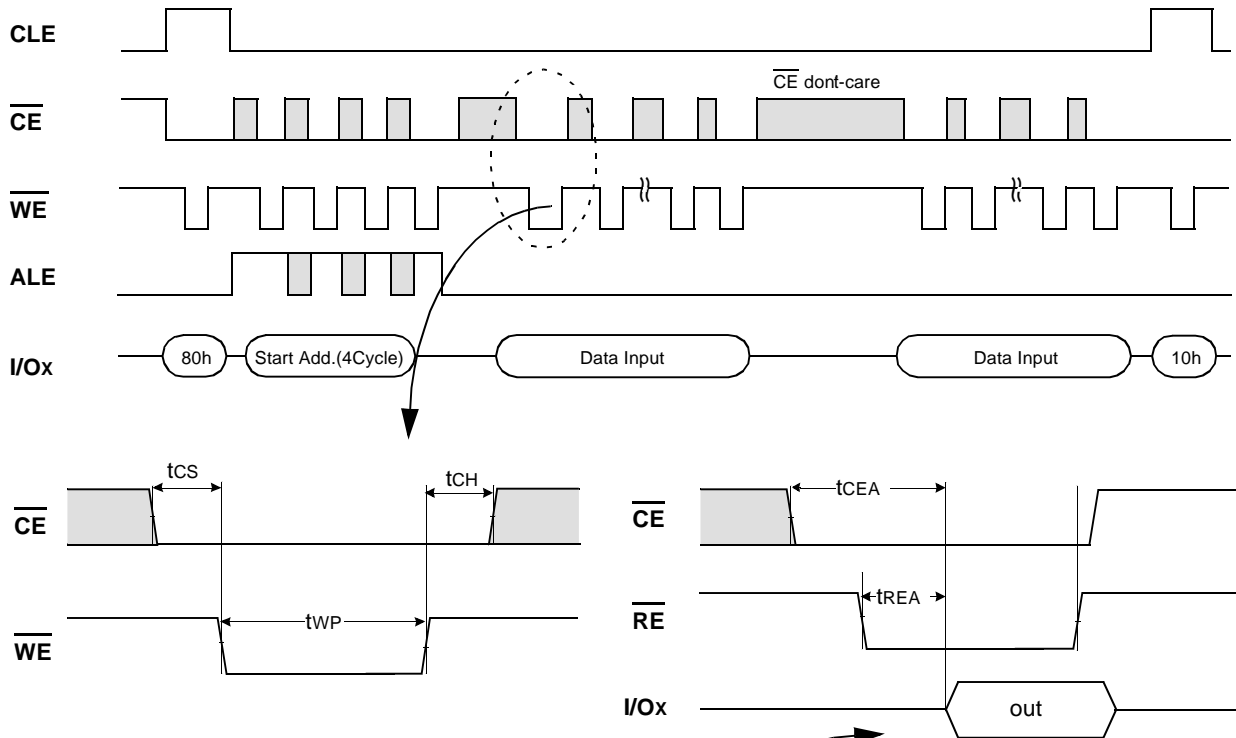 CLE
CE dont-care
CE
WE
ALE
I/Ox 80h Start Add.(4Cycle) Data Input Data Input 10h
tCS tCH
CE
tWP
WE
tCEA
CE
tREA
RE
I/Ox out